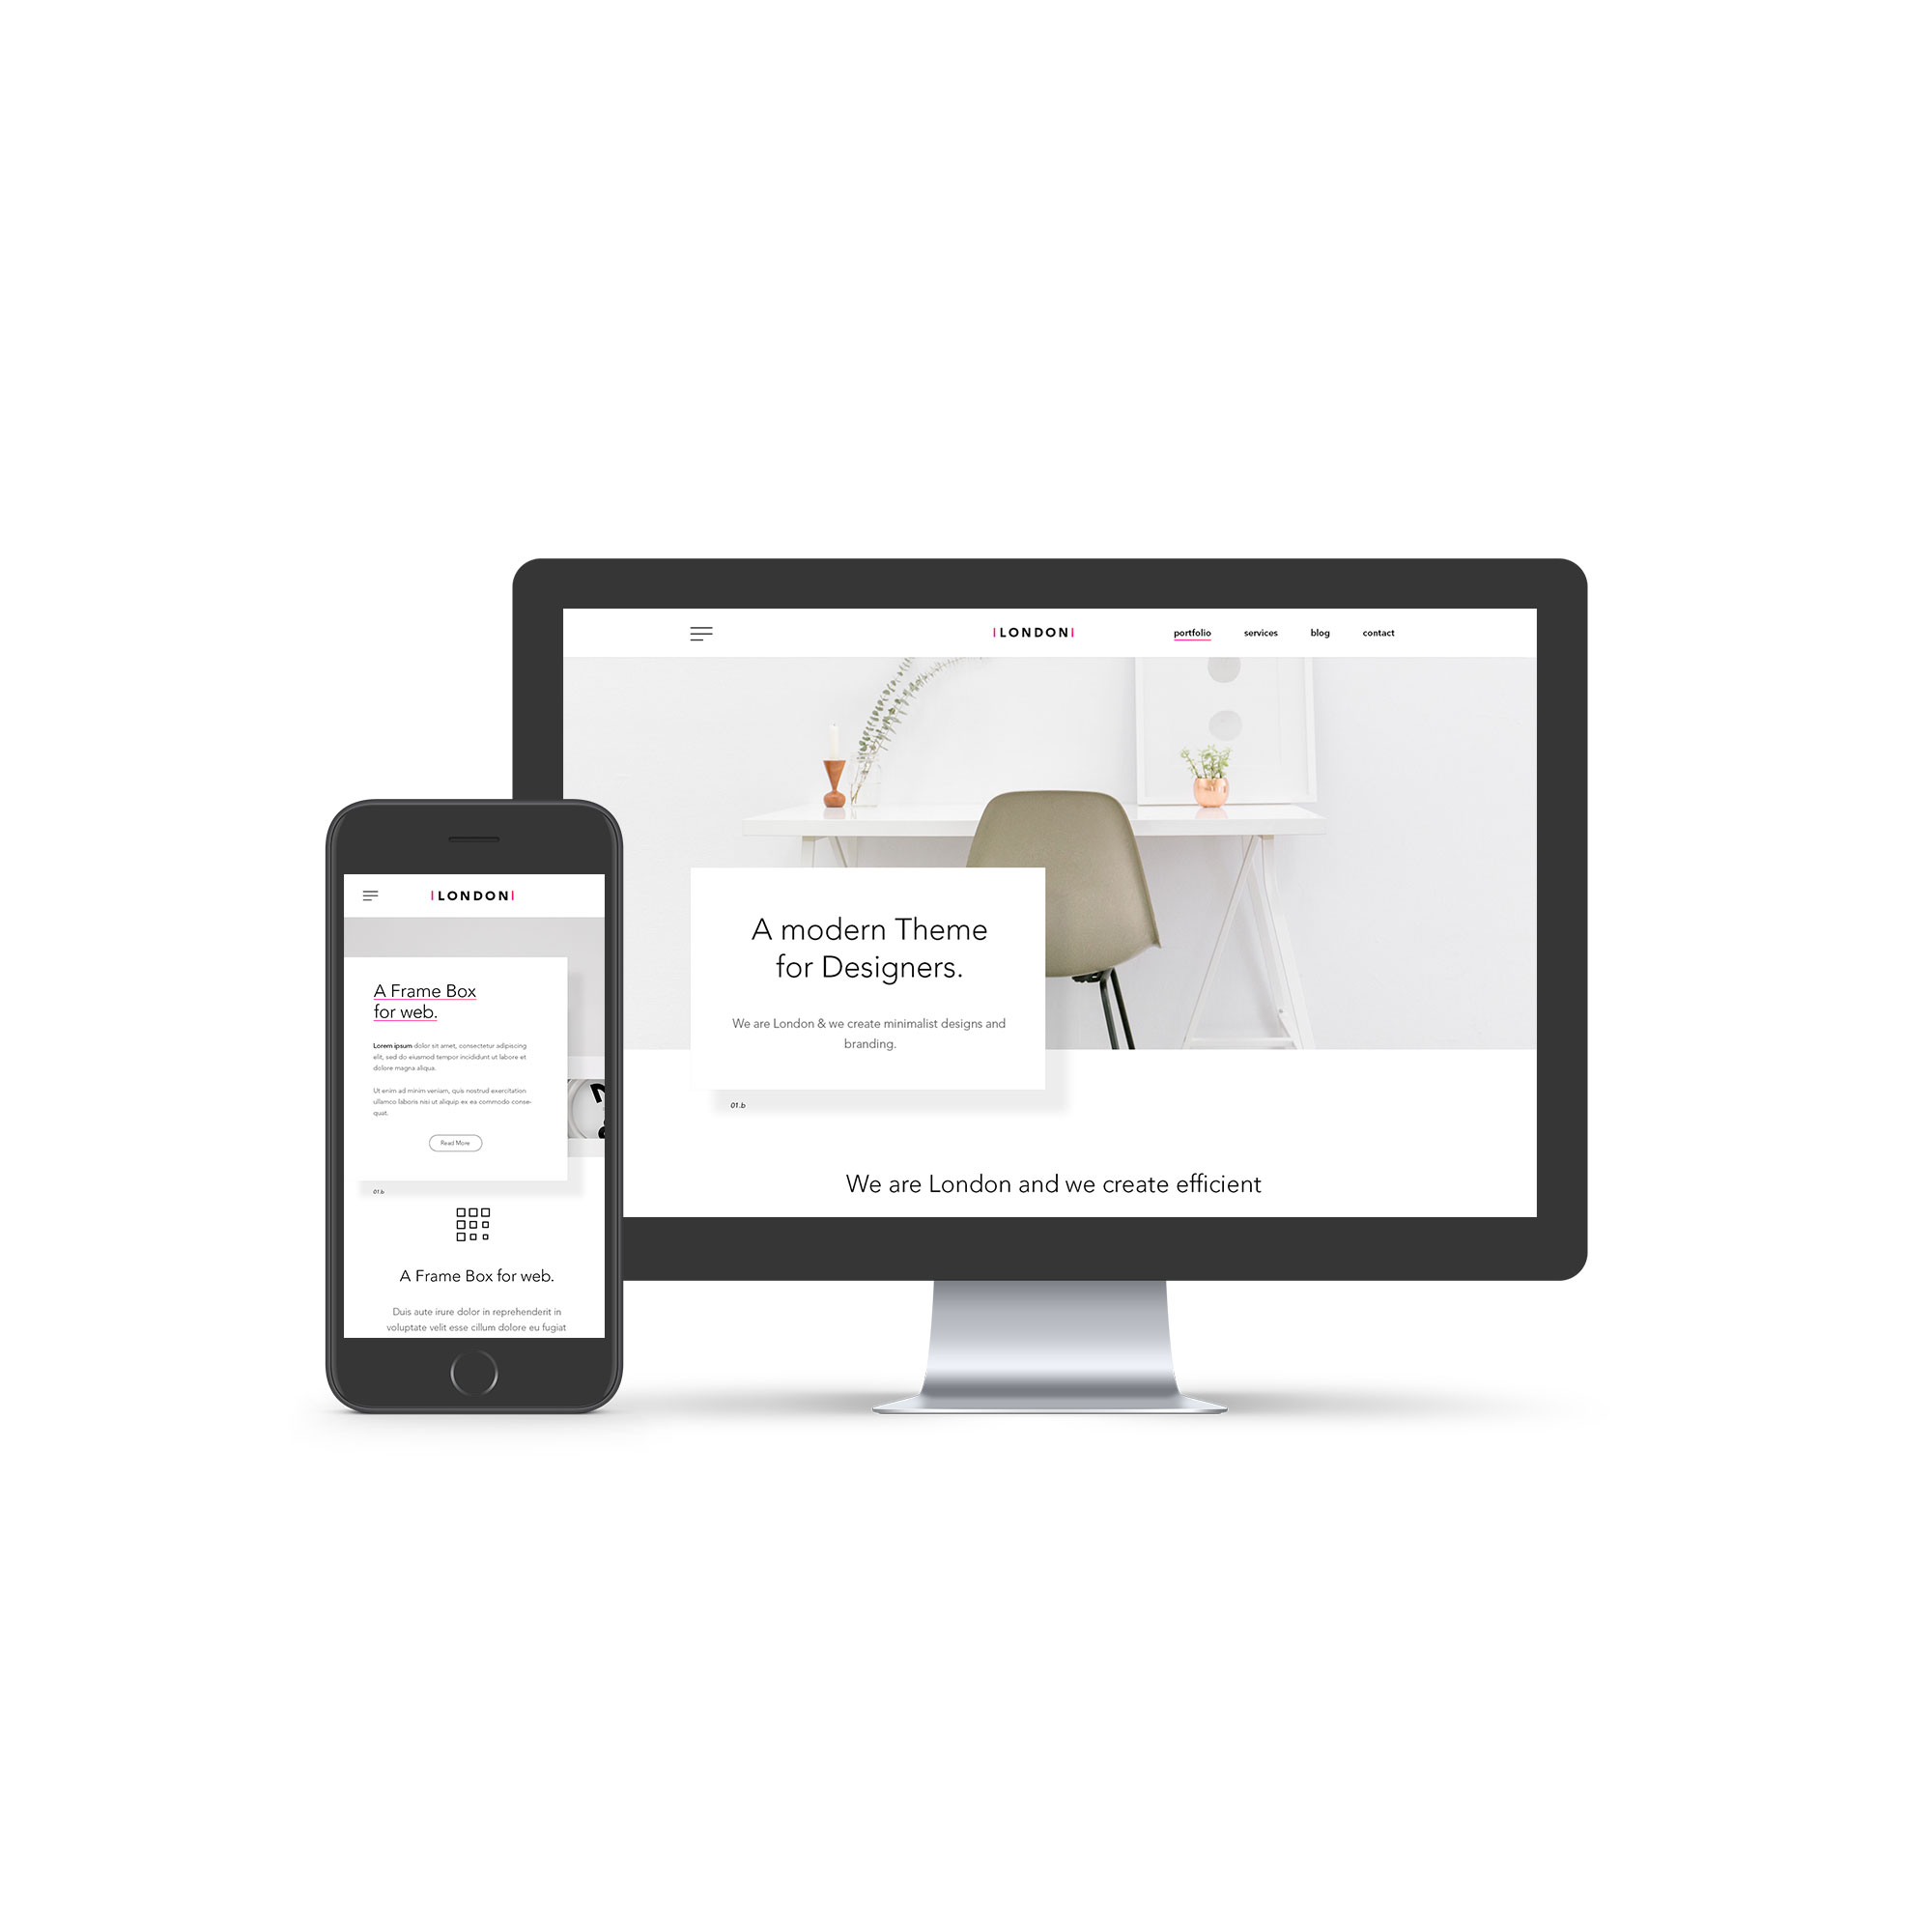 |LONDON|
portfolio services blog contact
A modern Theme
for Designers.
We are London & we create minimalist designs and
branding.
01.b
We are London and we create efficient
|LONDON|
A Frame Box
for web.
Lorem ipsum dolor sit amet, consectetur adipiscing
elit, sed do eiusmod tempor incididunt ut labore et
dolore magna aliqua.
Ut enim ad minim veniam, quis nostrud exercitation
ullamco laboris nisi ut aliquip ex ea commodo conse-
quat.
Read More
01.b
A Frame Box for web.
Duis aute irure dolor in reprehenderit in
voluptate velit esse cillum dolore eu fugiat